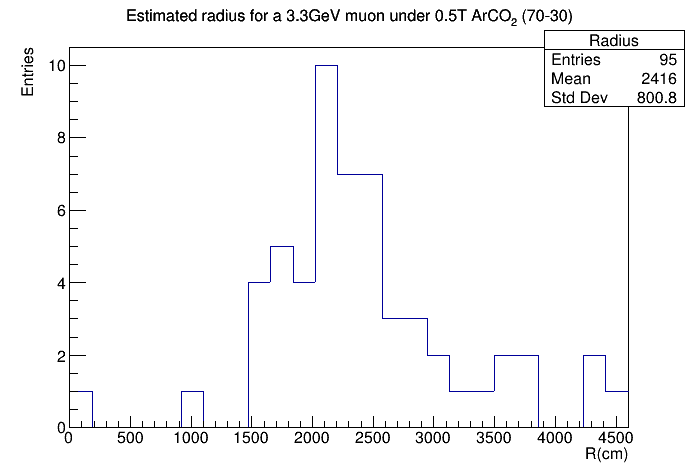 Estimated radius for a 3.3GeV muon under 0.5T ArCO2 (70-30)
Radius
Entries 95
Mean 2416
Std Dev 800.8
Entries
10
8
6
4
2
0
0 500 1000 1500 2000 2500 3000 3500 4000 4500
R(cm)